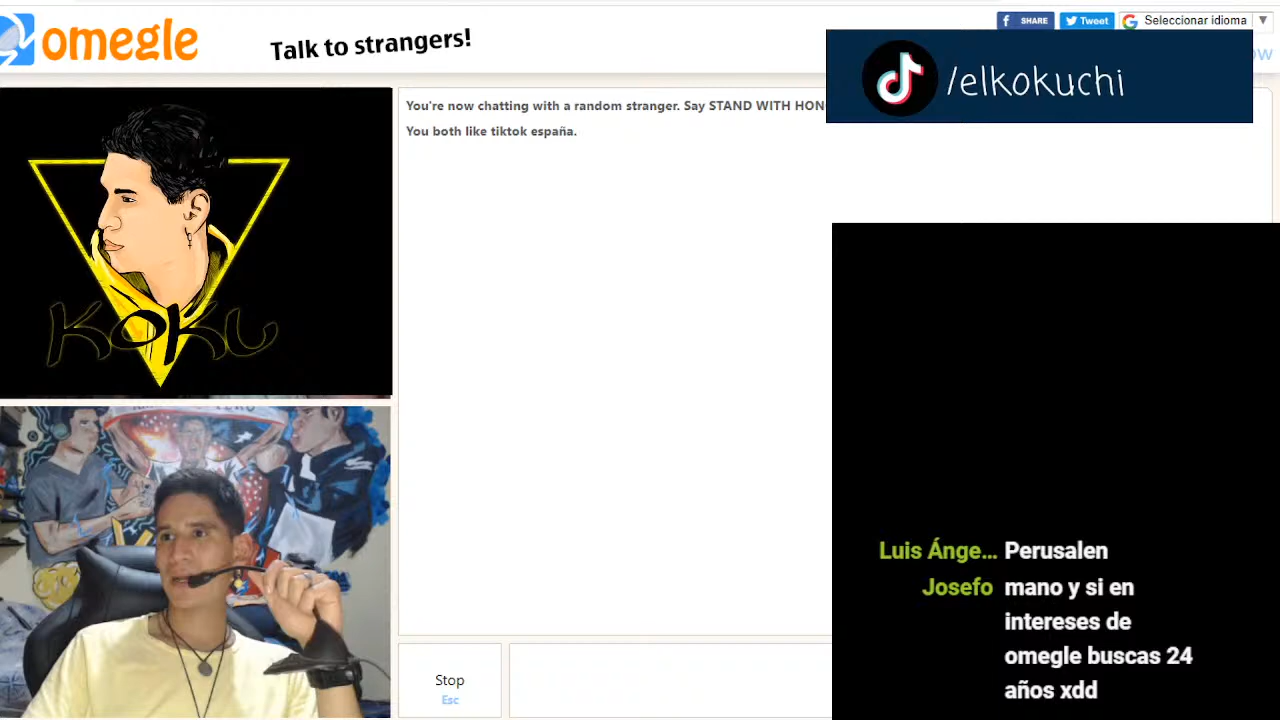 omegle
Talk to strangers!
f SHARE
Tweet
G Seleccionar idioma ▼
/elkokuchi
You're now chatting with a random stranger. Say STAND WITH HON
You both like tiktok españa.
KOKU
Luis Ánge... Perusalen
Josefo mano y si en
intereses de
omegle buscas 24
años xdd
Stop
Esc